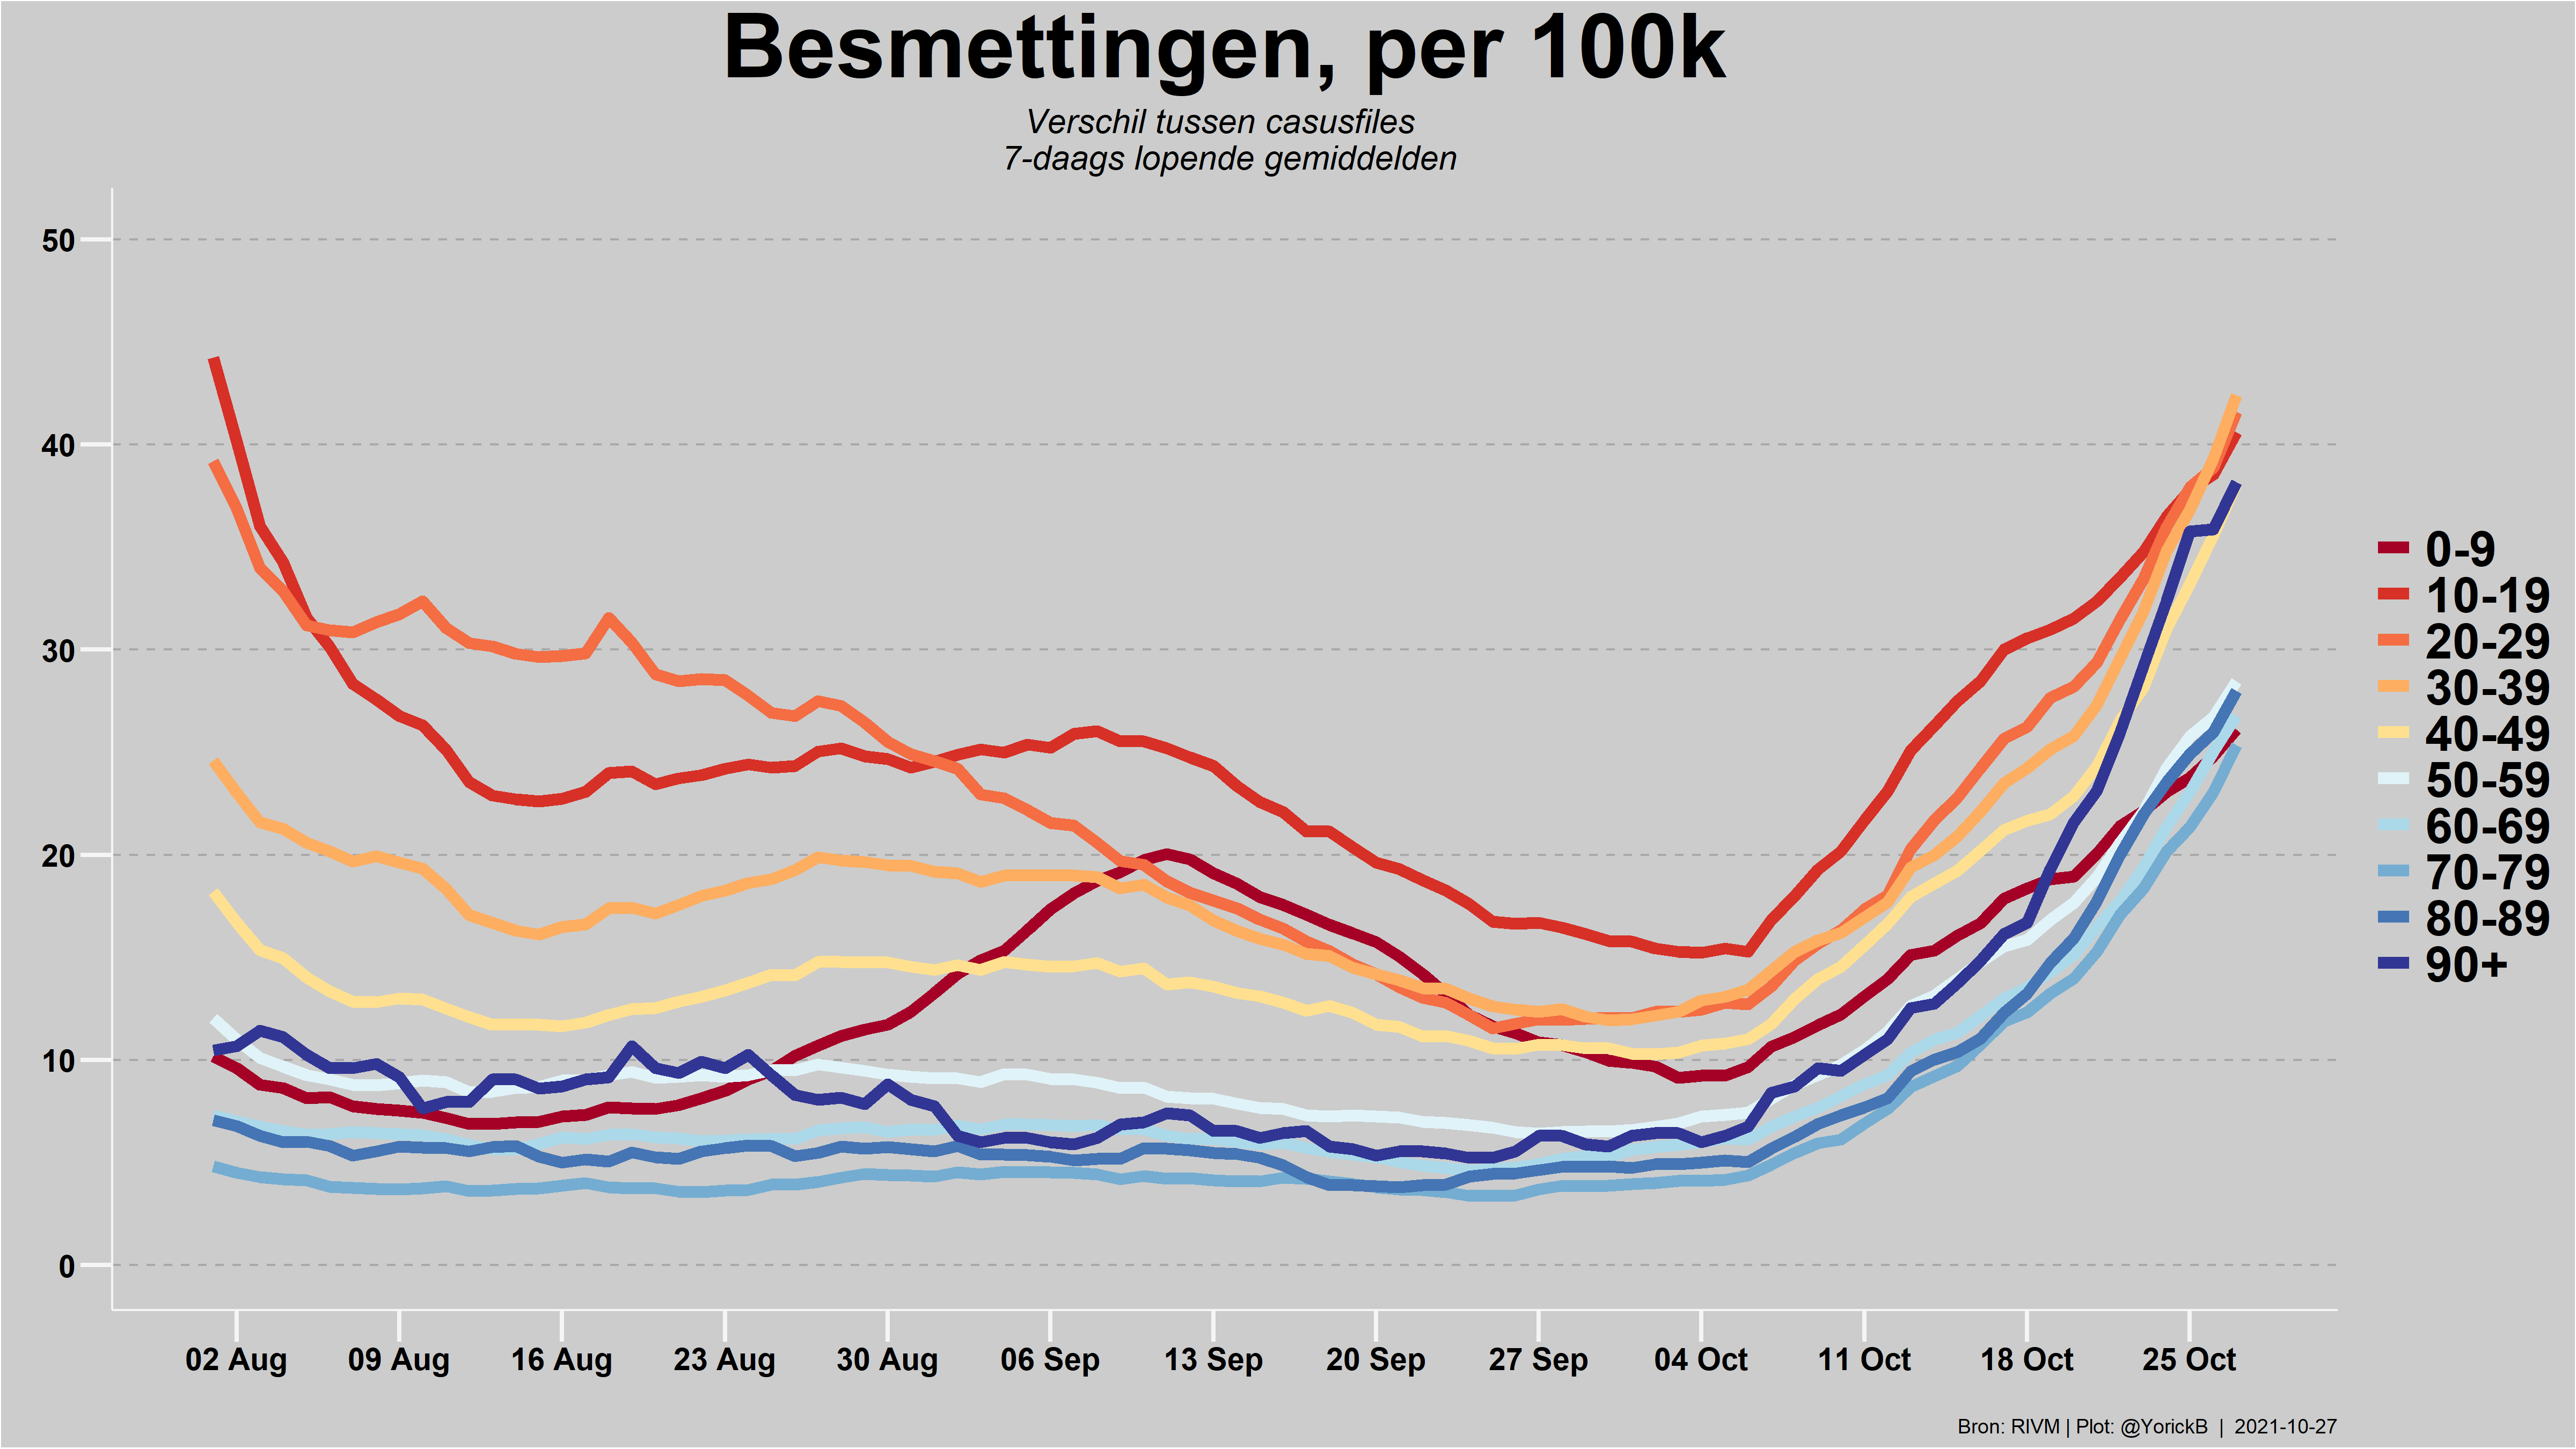 Besmettingen, per 100k
Verschil tussen casusfiles
7-daags lopende gemiddelden
50
40
30
20
10
0
02 Aug
09 Aug
16 Aug
23 Aug
30 Aug
06 Sep
13 Sep
20 Sep
27 Sep
04 Oct
11 Oct
18 Oct
25 Oct
0-9
10-19
20-29
30-39
40-49
50-59
60-69
70-79
80-89
90+
Bron: RIVM | Plot: @YorickB | 2021-10-27